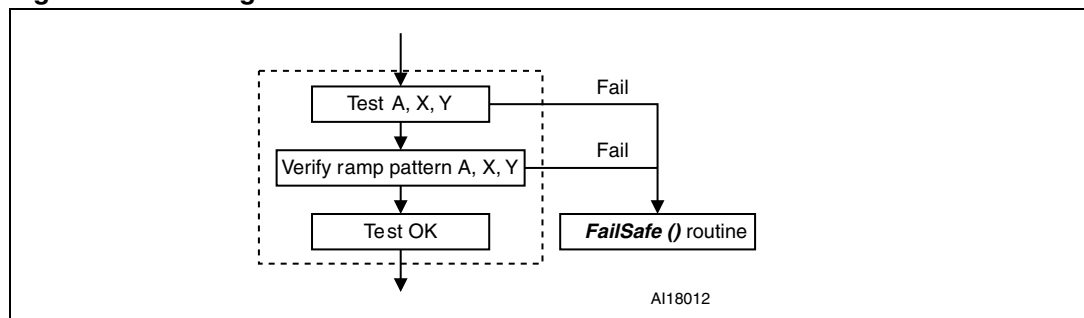 Test A, X, Y
Fail
Verify ramp pattern A, X, Y
Fail
Test OK
FailSafe () routine
AI18012